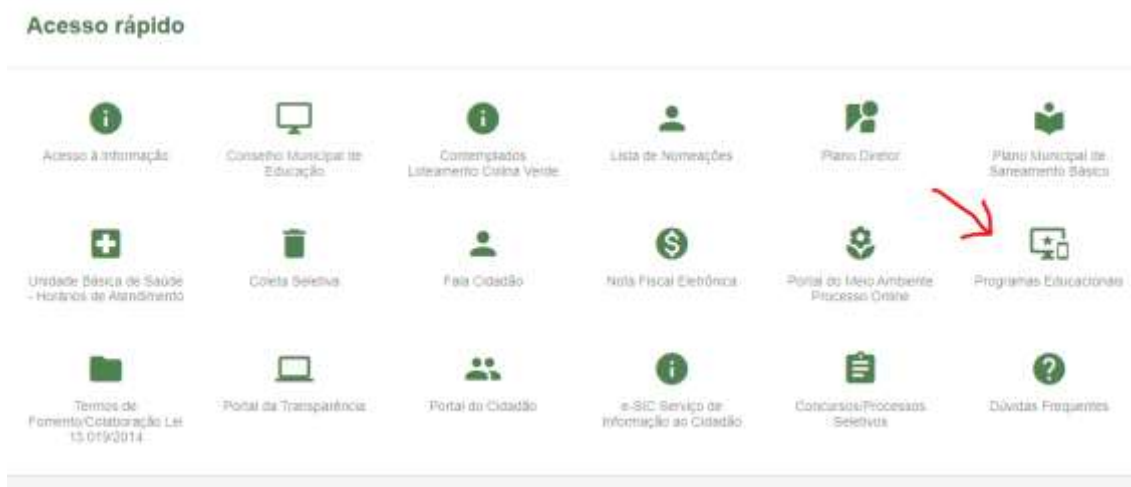 Acesso rápido
Acesso à Informação
Conselho Municipal de
Educação
Contemplados
Loteamento Colina Verde
Lista de Nomeações
Plano Diretor
Plano Municipal de
Saneamento Básico
Unidade Básica de Saúde
- Horários de Atendimento
Coleta Seletiva
Fala Cidadão
Nota Fiscal Eletrônica
Portal do Meio Ambiente
Processo Online
Programas Educacionais
Termos de
Fomento/Colaboração Lei
13.019/2014
Portal da Transparência
Portal do Cidadão
e-SIC Serviço de
Informação ao Cidadão
Concursos/Processos
Seletivos
Dúvidas Frequentes